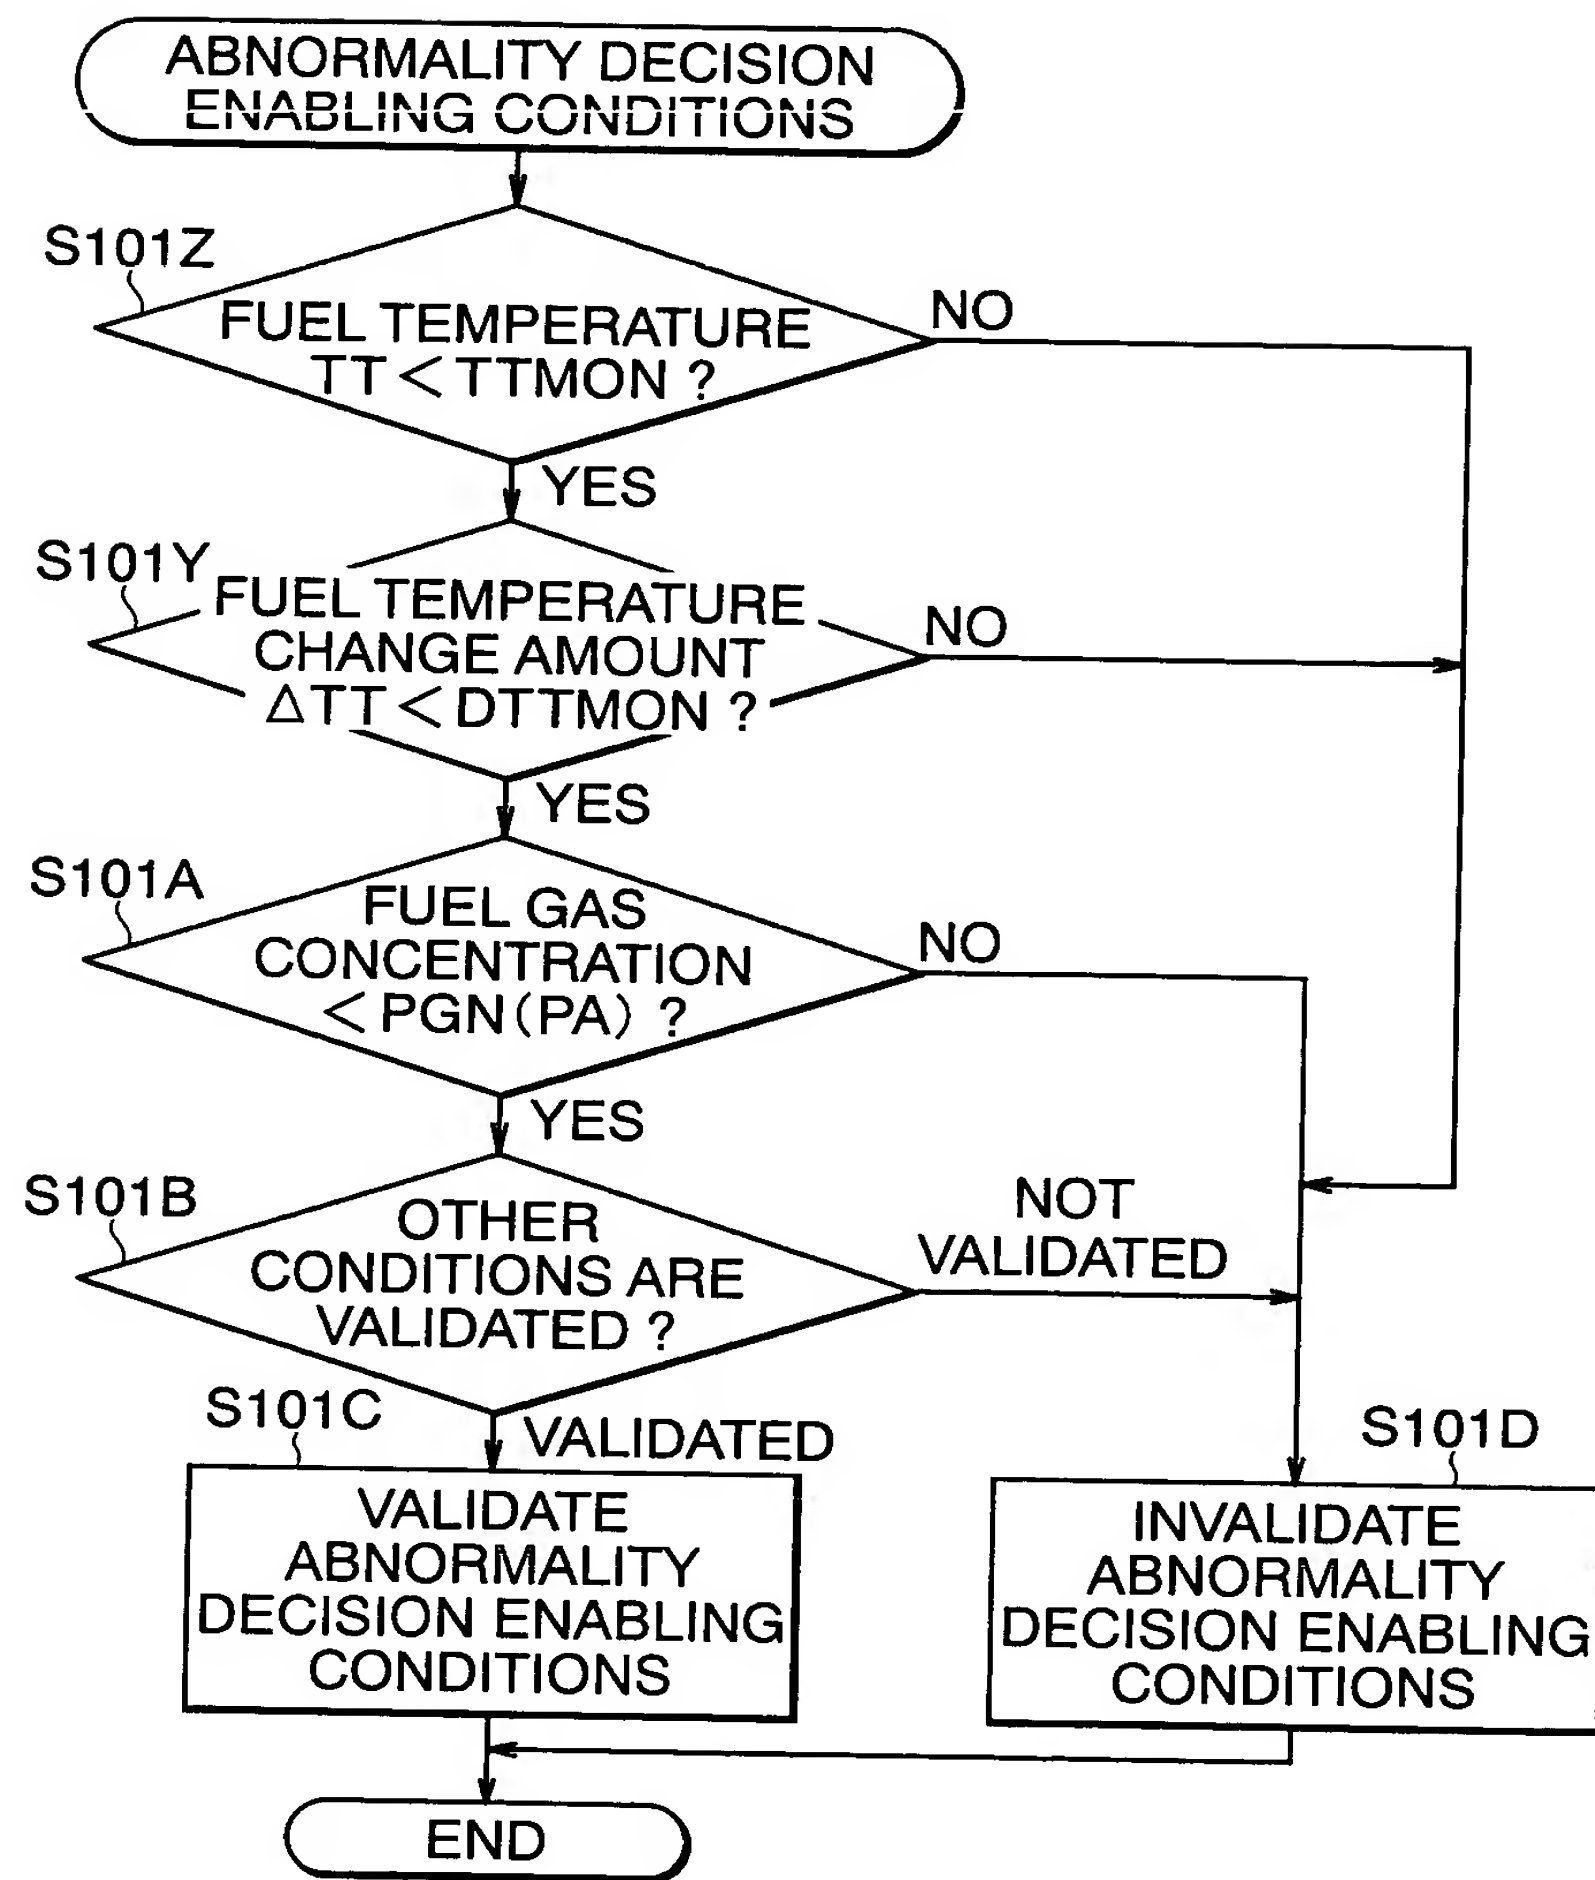 ABNORMALITY DECISION
ENABLING CONDITIONS
S101Z
FUEL TEMPERATURE
TT < TTMON ?
NO
YES
S101Y
FUEL TEMPERATURE
CHANGE AMOUNT
△TT < DTTMON ?
NO
YES
S101A
FUEL GAS
CONCENTRATION
< PGN (PA) ?
NO
YES
S101B
OTHER
CONDITIONS ARE
VALIDATED ?
NOT
VALIDATED
S101C
VALIDATED
VALIDATE
ABNORMALITY
DECISION ENABLING
CONDITIONS
S101D
INVALIDATE
ABNORMALITY
DECISION ENABLING
CONDITIONS
END